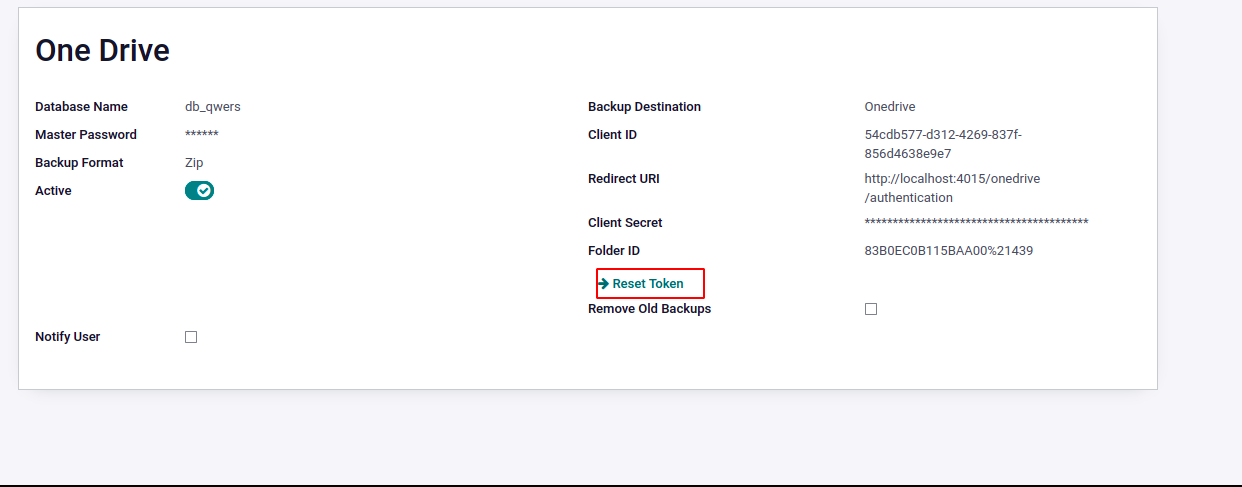 One Drive
Database Name db_qwers
Master Password ******
Backup Format Zip
Active
Notify User
Backup Destination Onedrive
Client ID 54cdb577-d312-4269-837f-
856d4638e9e7
Redirect URI http://localhost:4015/onedrive
/authentication
Client Secret ****************************************
Folder ID 83B0EC0B115BAA00%21439
Reset Token
Remove Old Backups